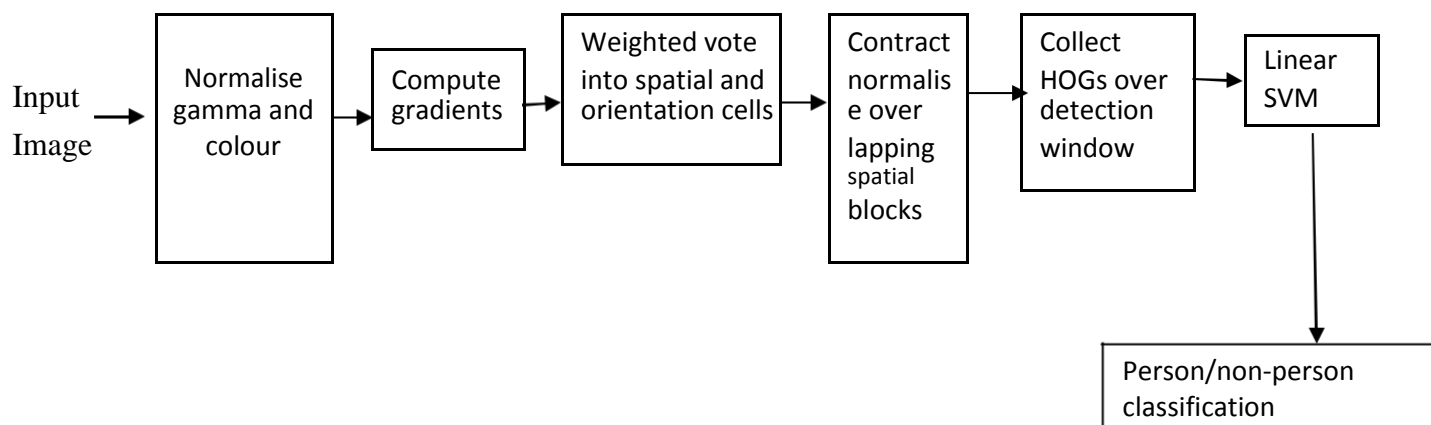 Input
Image
Normalise
gamma and
colour
Compute
gradients
Weighted vote
into spatial and
orientation cells
Contract
normalis
e over
lapping
spatial
blocks
Collect
HOGs over
detection
window
Linear
SVM
Person/non-person
classification